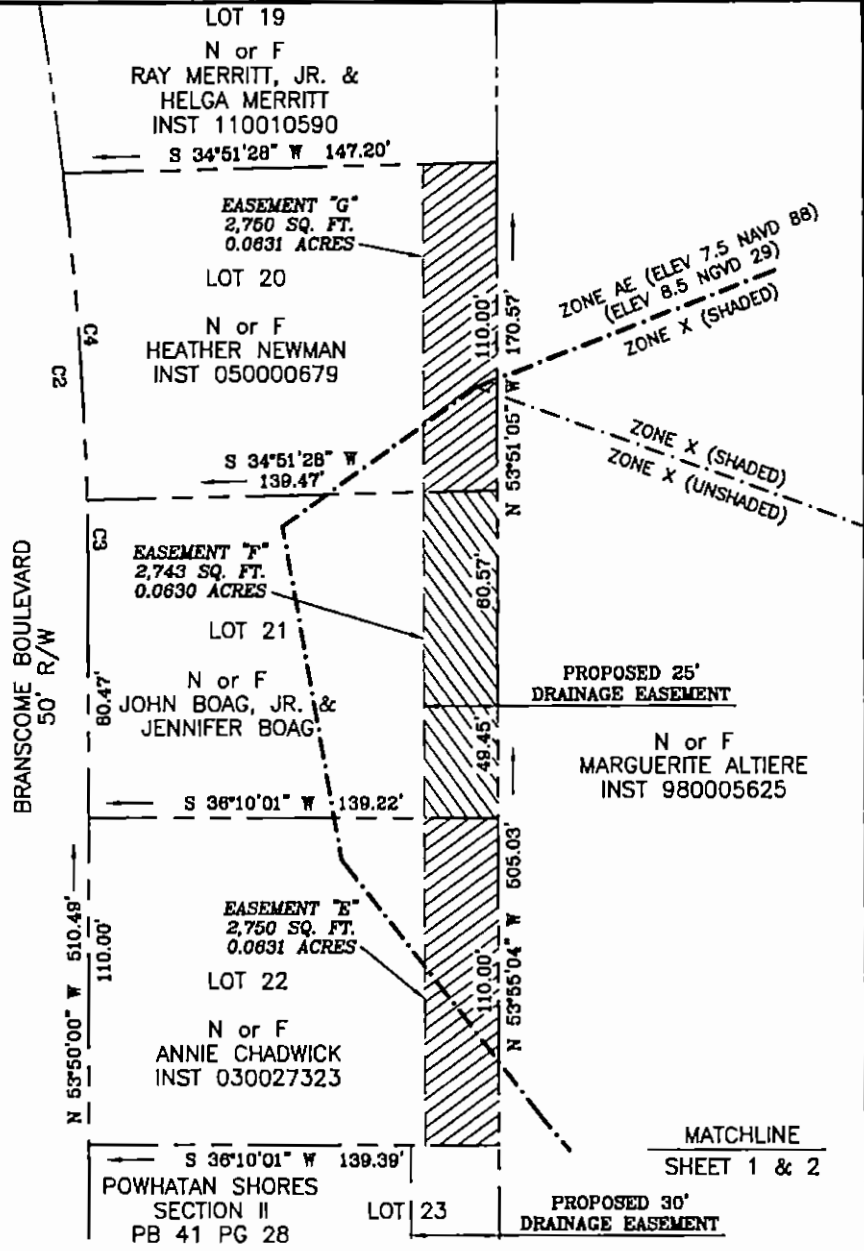 LOT 19
N or F
RAY MERRITT, JR. &
HELGA MERRITT
INST 110010590
S 34°51'28" W 147.20'
EASEMENT "G"
2,750 SQ. FT.
0.0631 ACRES
LOT 20
N or F
HEATHER NEWMAN
INST 050000679
C4
C2
110.00'
N 53°51'05" W 170.57'
ZONE AE (ELEV 7.5 NAVD 88)
(ELEV 8.5 NGVD 29)
ZONE X (SHADED)
ZONE X (SHADED)
ZONE X (UNSHADED)
S 34°51'28" W
139.47'
C3
EASEMENT "F"
2,743 SQ. FT.
0.0630 ACRES
LOT 21
N or F
JOHN BOAG, JR. &
JENNIFER BOAG
BRANSCOME BOULEVARD
50' R/W
80.47'
60.57'
49.45'
PROPOSED 25'
DRAINAGE EASEMENT
N or F
MARGUERITE ALTIERE
INST 980005625
S 36°10'01" W 139.22'
EASEMENT "E"
2,750 SQ. FT.
0.0631 ACRES
LOT 22
N or F
ANNIE CHADWICK
INST 030027323
N 53°50'00" W 510.49'
110.00'
110.00'
N 53°55'04" W 505.03'
S 36°10'01" W 139.39'
POWHATAN SHORES
SECTION II
PB 41 PG 28
LOT 23
MATCHLINE
SHEET 1 & 2
PROPOSED 30'
DRAINAGE EASEMENT